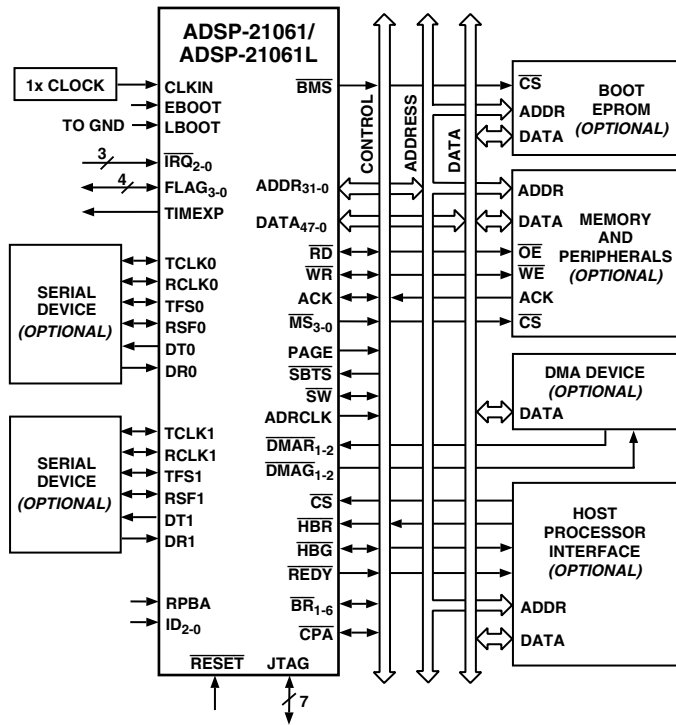 ADSP-21061/
ADSP-21061L
1x CLOCK
CLKIN
EBOOT
TO GND
LBOOT
3
IRQ2-0
4
FLAG3-0
TIMEXP
SERIAL
DEVICE
(OPTIONAL)
TCLK0
RCLK0
TFS0
RSF0
DT0
DR0
SERIAL
DEVICE
(OPTIONAL)
TCLK1
RCLK1
TFS1
RSF1
DT1
DR1
RPBA
ID2-0
RESET
JTAG
7
BMS
ADDR31-0
DATA47-0
RD
WR
ACK
MS3-0
PAGE
SBTS
SW
ADRCLK
DMAR1-2
DMAG1-2
CS
HBR
HBG
REDY
BR1-6
CPA
CONTROL
ADDRESS
DATA
CS
BOOT
EPROM
(OPTIONAL)
ADDR
DATA
ADDR
DATA
MEMORY
AND
PERIPHERALS
(OPTIONAL)
OE
WE
ACK
CS
DMA DEVICE
(OPTIONAL)
DATA
HOST
PROCESSOR
INTERFACE
(OPTIONAL)
ADDR
DATA